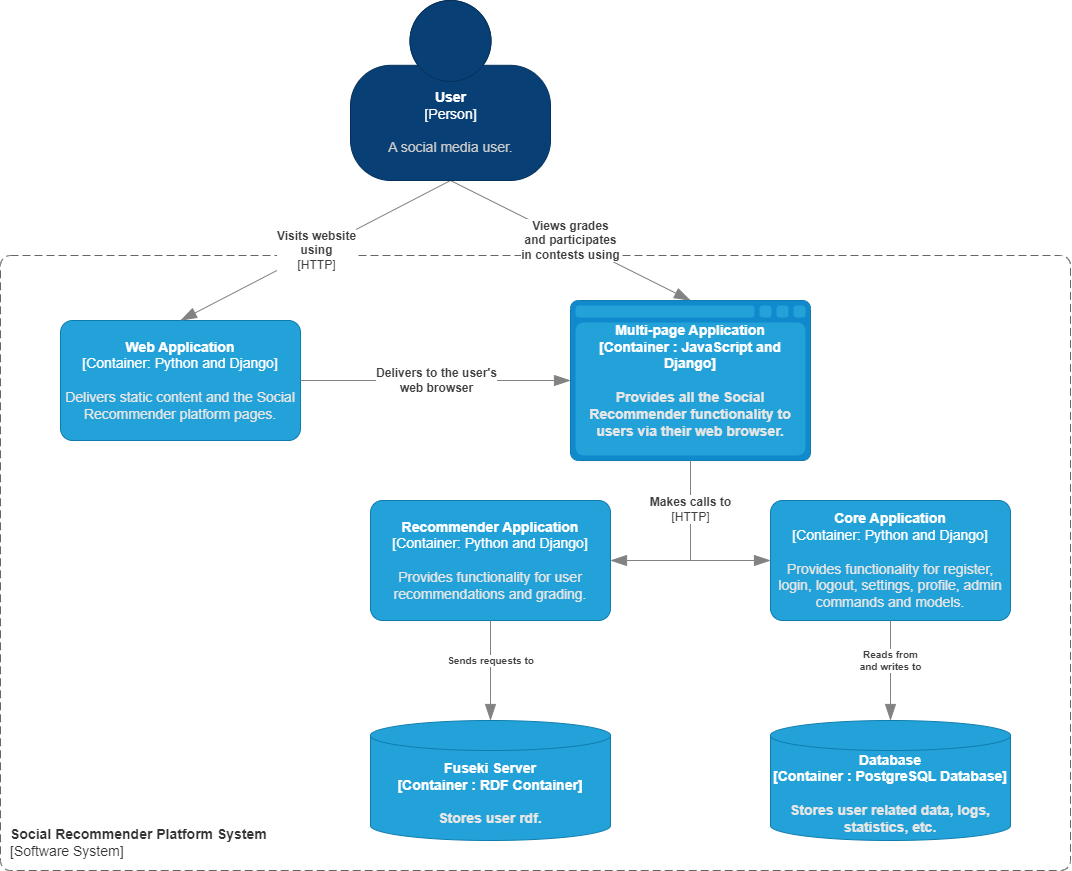 User
[Person]
A social media user.
Visits website
using
[HTTP]
Views grades
and participates
in contests using
Web Application
[Container: Python and Django]
Delivers static content and the Social
Recommender platform pages.
Delivers to the user's
web browser
Multi-page Application
[Container : JavaScript and
Django]
Provides all the Social
Recommender functionality to
users via their web browser.
Makes calls to
[HTTP]
Recommender Application
[Container: Python and Django]
Provides functionality for user
recommendations and grading.
Core Application
[Container: Python and Django]
Provides functionality for register,
login, logout, settings, profile, admin
commands and models.
Sends requests to
Reads from
and writes to
Fuseki Server
[Container : RDF Container]
Stores user rdf.
Database
[Container : PostgreSQL Database]
Stores user related data, logs,
statistics, etc.
Social Recommender Platform System
[Software System]